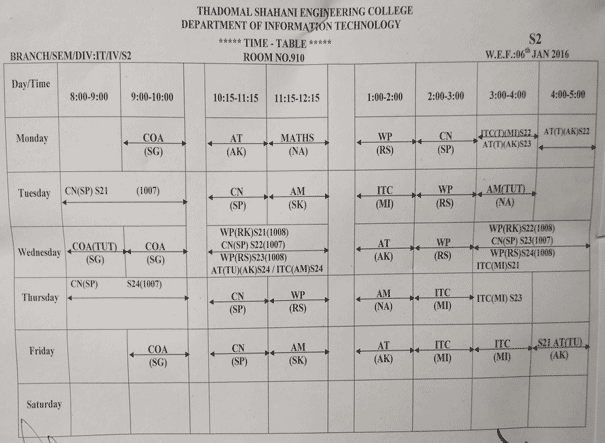 THADOMAL SHAHANI ENGINEERING COLLEGE
DEPARTMENT OF INFORMATION TECHNOLOGY
***** TIME - TABLE *****
S2
BRANCH/SEM/DIV:IT/IV/S2
ROOM NO.910
W.E.F.:06th JAN 2016
Day/Time
8:00-9:00
9:00-10:00
10:15-11:15
11:15-12:15
1:00-2:00
2:00-3:00
3:00-4:00
4:00-5:00
Monday
COA
(SG)
AT
(AK)
MATHS
(NA)
WP
(RS)
CN
(SP)
ITC(T)(MI)S22
AT(T)(AK)S23
AT(T)(AK)S22
Tuesday
CN(SP) S21 (1007)
CN
(SP)
AM
(SK)
ITC
(MI)
WP
(RS)
AM(TUT)
(NA)
Wednesday
COA(TUT)
(SG)
COA
(SG)
WP(RK)S21(1008)
CN(SP) S22(1007)
WP(RS)S23(1008)
AT(TU)(AK)S24 / ITC(AM)S24
AT
(AK)
WP
(RS)
WP(RK)S22(1008)
CN(SP) S23(1007)
WP(RS)S24(1008)
ITC(MI)S21
Thursday
CN(SP) S24(1007)
CN
(SP)
WP
(RS)
AM
(NA)
ITC
(MI)
ITC(MI) S23
Friday
COA
(SG)
CN
(SP)
AM
(SK)
AT
(AK)
ITC
(MI)
ITC
(MI)
S21 AT(TU)
(AK)
Saturday